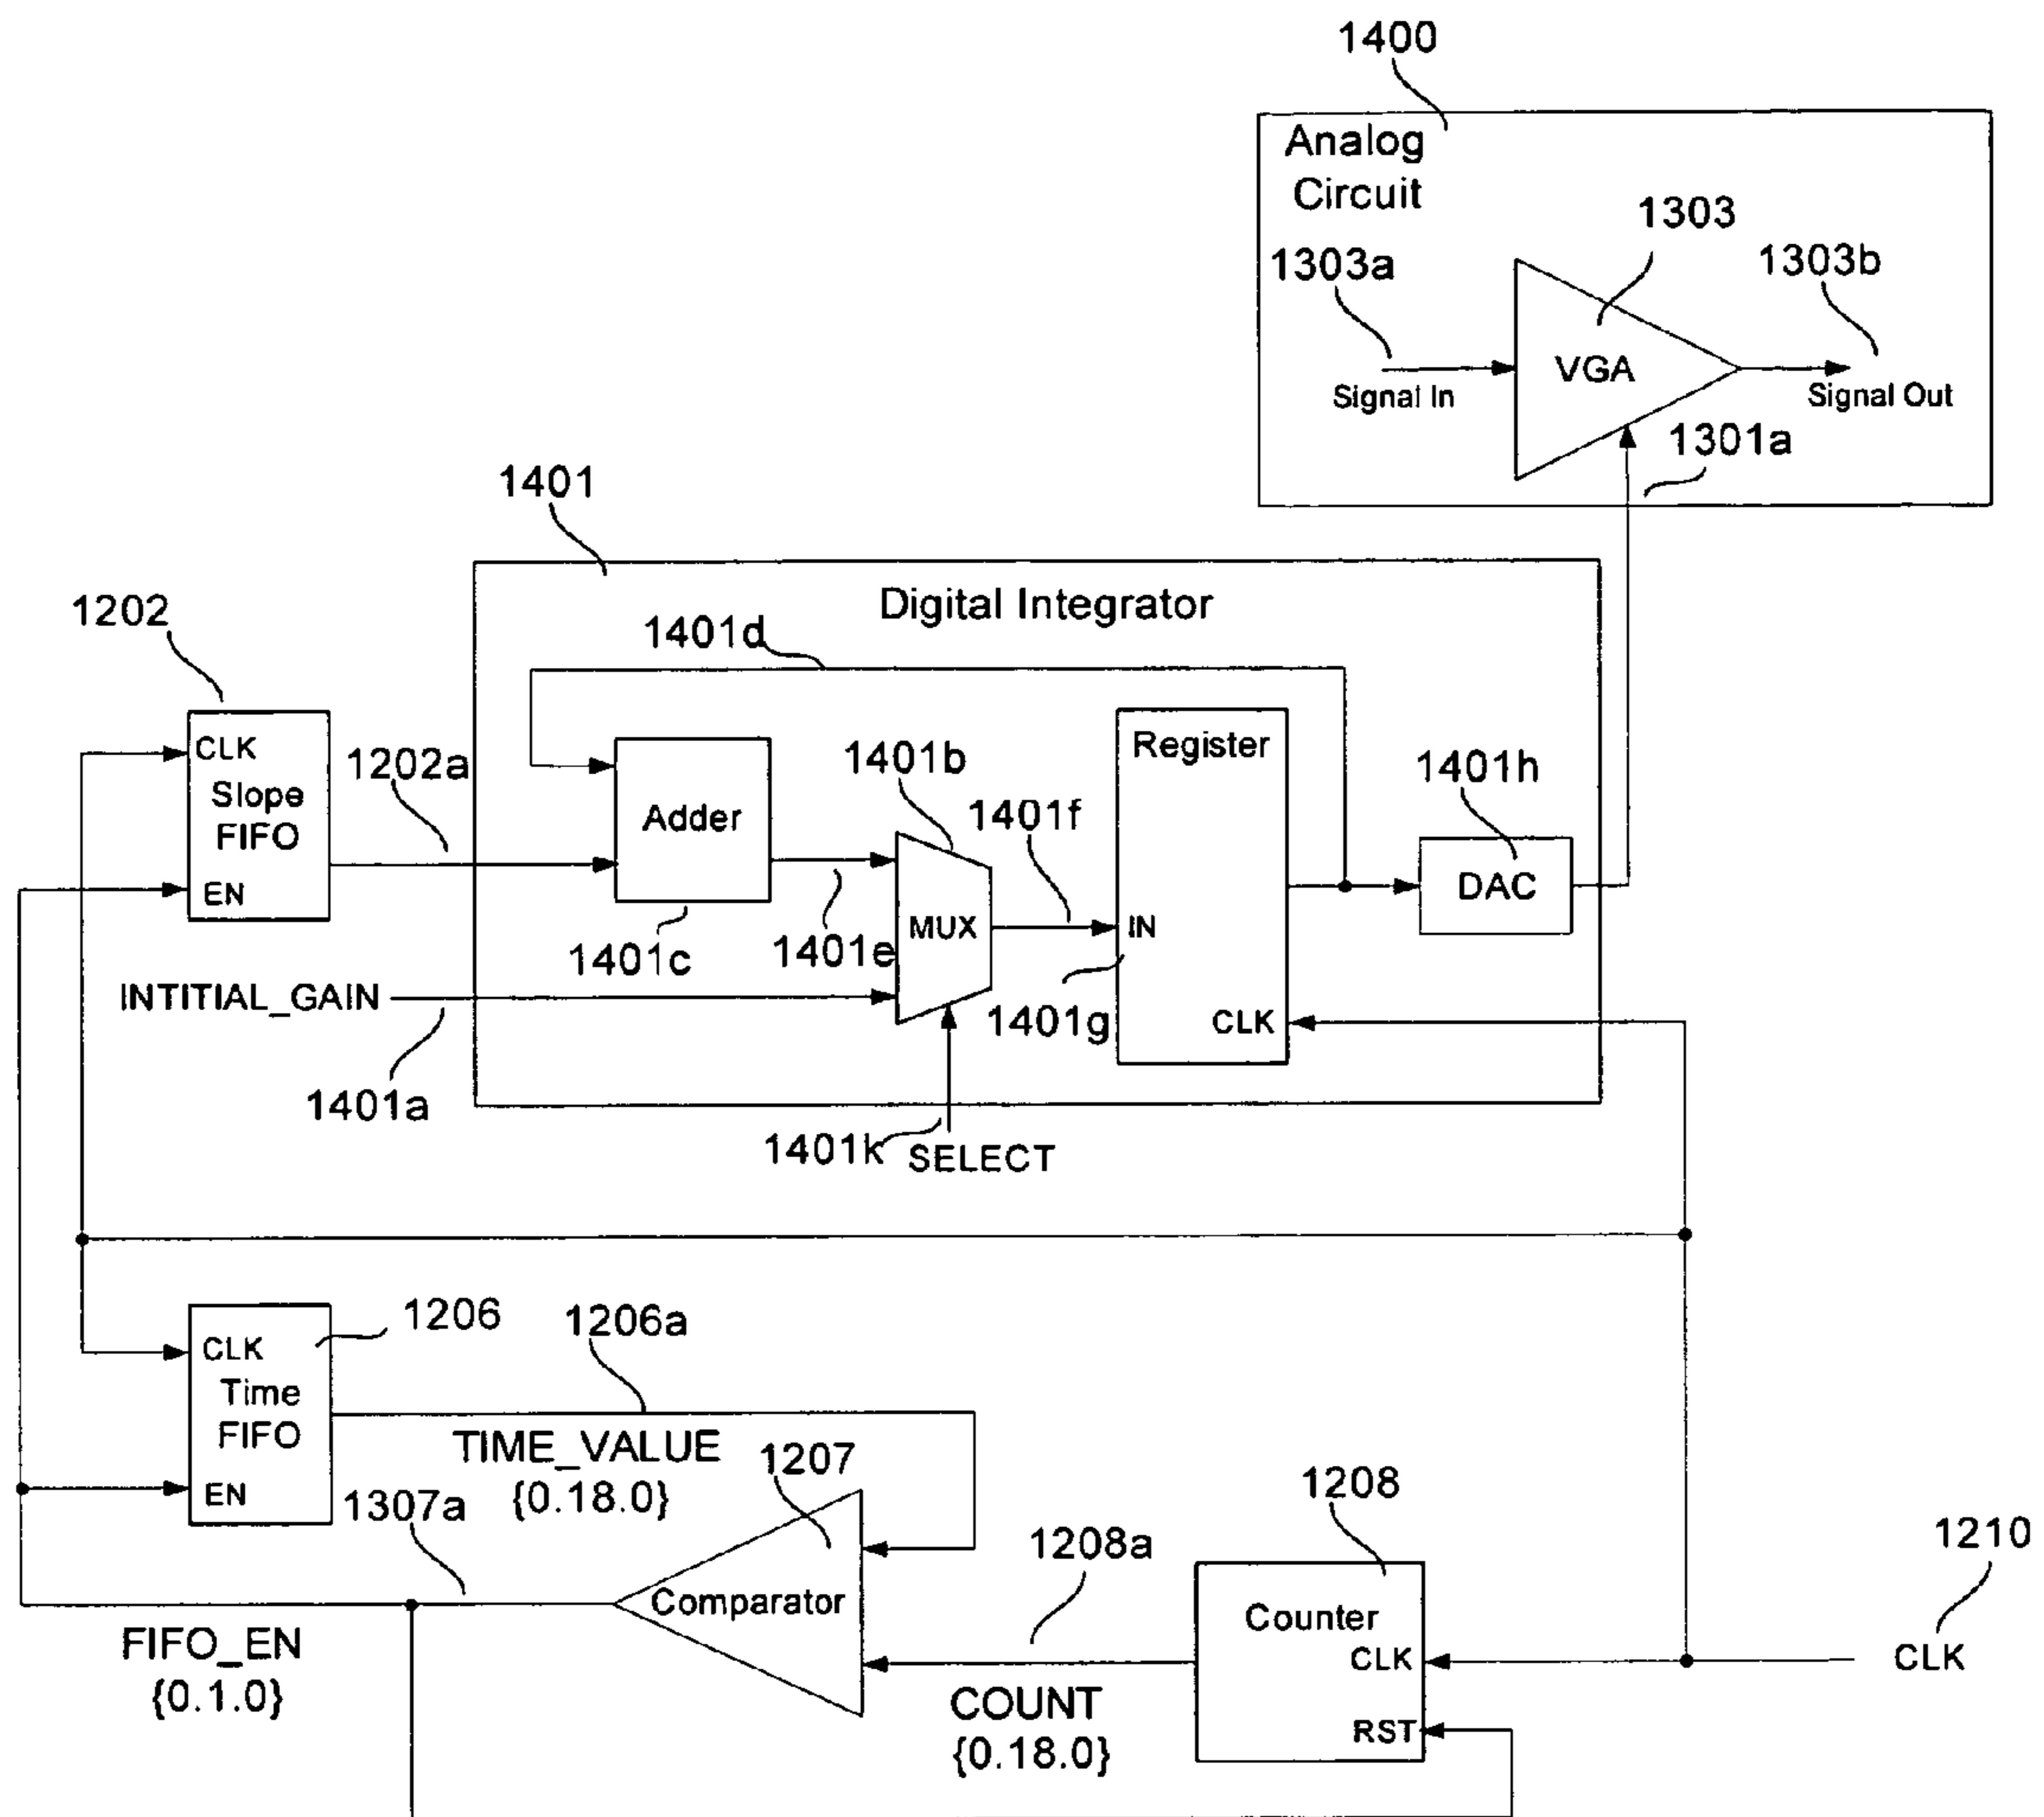 1400
Analog
Circuit
1303
1303a
1303b
VGA
Signal In
Signal Out
1301a
1401
Digital Integrator
1202
1401d
CLK
Slope
FIFO
EN
1202a
Adder
1401b
Register
1401h
1401f
DAC
MUX
IN
1401c
1401e
INTITIAL_GAIN
1401g
CLK
1401a
1401k
SELECT
1206
1206a
CLK
Time
FIFO
EN
TIME_VALUE
{0.18.0}
1207
1307a
1208
1208a
1210
Comparator
Counter
CLK
CLK
FIFO_EN
{0.1.0}
COUNT
{0.18.0}
RST